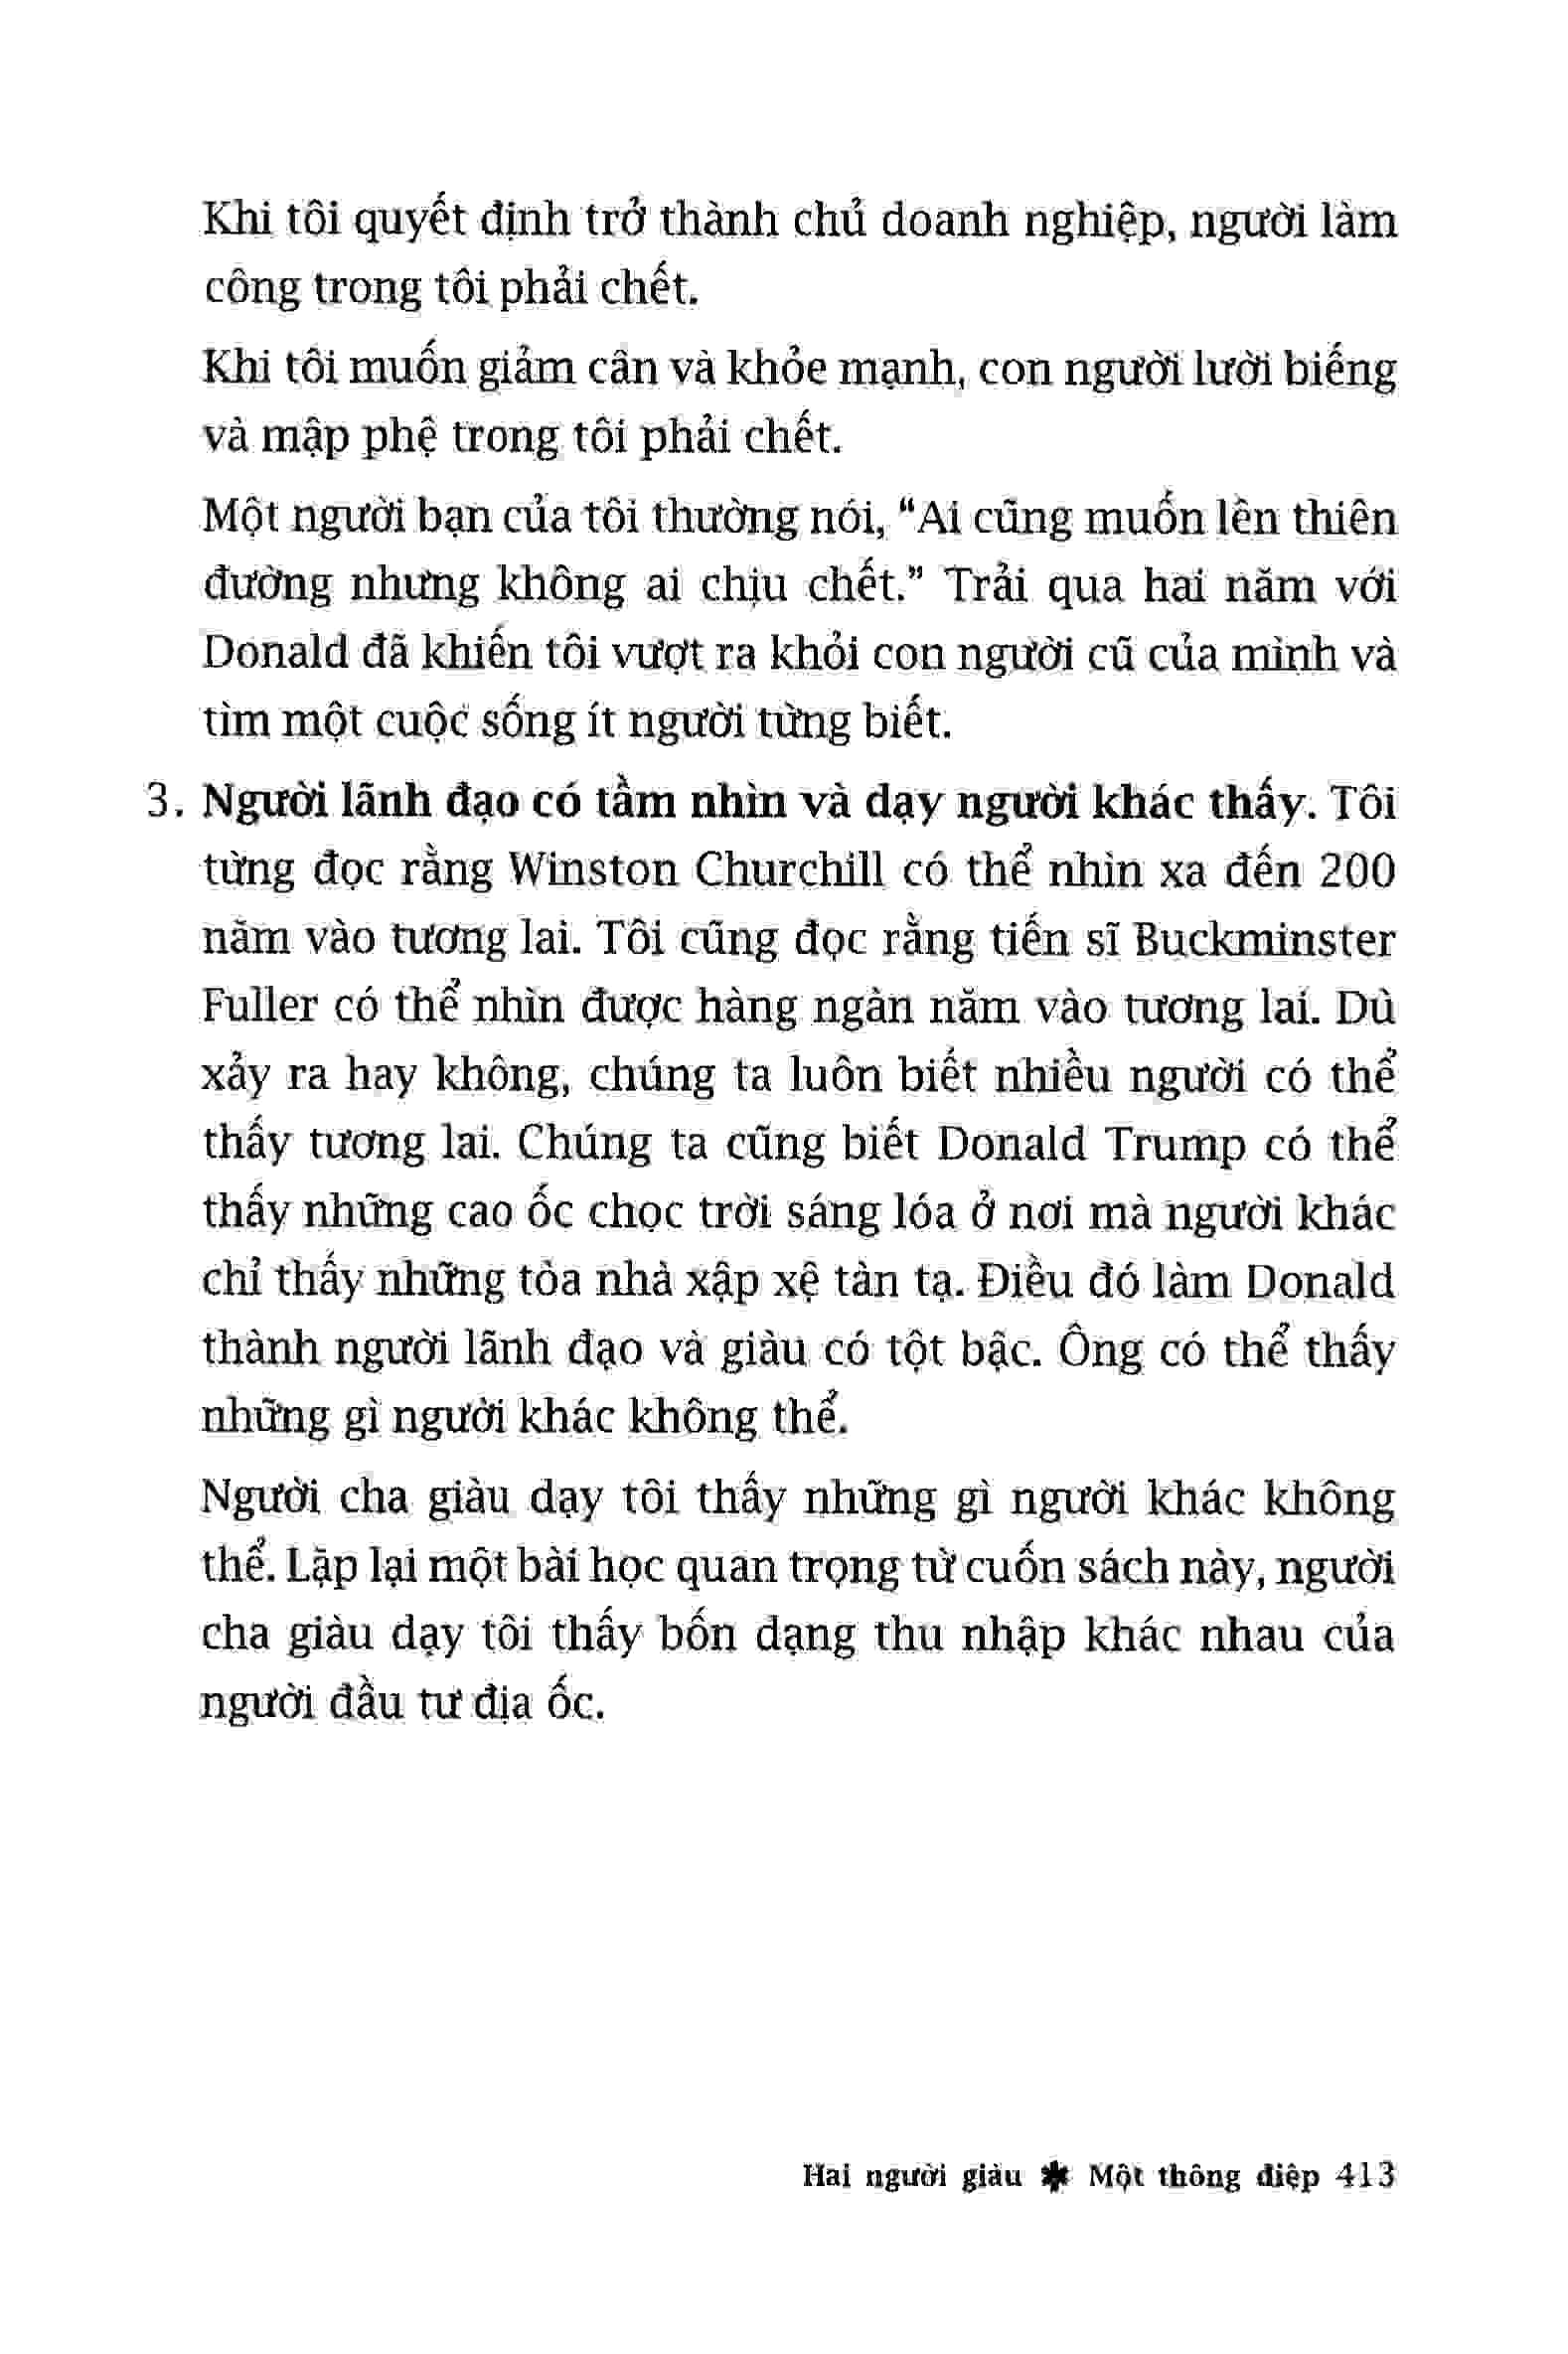 Khi tôi quyết định trở thành chủ doanh nghiệp, người làm
công trong tôi phải chết.
Khi tôi muốn giảm cân và khỏe mạnh, con người lười biếng
và mập phệ trong tôi phải chết.
Một người bạn của tôi thường nói, “Ai cũng muốn lên thiên
đường nhưng không ai chịu chết.” Trải qua hai năm với
Donald đã khiến tôi vượt ra khỏi con người cũ của mình và
tìm một cuộc sống ít người từng biết.
3. Người lãnh đạo có tầm nhìn và dạy người khác thấy. Tôi
từng đọc rằng Winston Churchill có thể nhìn xa đến 200
năm vào tương lai. Tôi cũng đọc rằng tiến sĩ Buckminster
Fuller có thể nhìn được hàng ngàn năm vào tương lai. Dù
xảy ra hay không, chúng ta luôn biết nhiều người có thể
thấy tương lai. Chúng ta cũng biết Donald Trump có thể
thấy những cao ốc chọc trời sáng lóa ở nơi mà người khác
chỉ thấy những tòa nhà xập xệ tàn tạ. Điều đó làm Donald
thành người lãnh đạo và giàu có tột bậc. Ông có thể thấy
những gì người khác không thể.
Người cha giàu dạy tôi thấy những gì người khác không
thể. Lặp lại một bài học quan trọng từ cuốn sách này, người
cha giàu dạy tôi thấy bốn dạng thu nhập khác nhau của
người đầu tư địa ốc.
Hai người giàu ✱ Một thông điệp 413